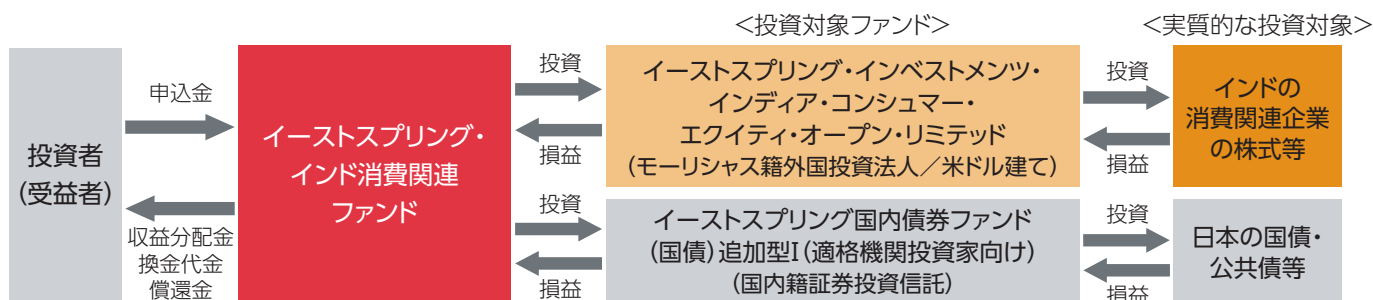 <投資対象ファンド>
<実質的な投資対象>
投資者
(受益者)
申込金
収益分配金
換金代金
償還金
イーストスプリング・
インド消費関連
ファンド
投資
損益
投資
損益
イーストスプリング・インベストメンツ・
インディア・コンシュマー・
エクイティ・オープン・リミテッド
(モーリシャス籍外国投資法人／米ドル建て)
イーストスプリング国内債券ファンド
(国債)追加型I(適格機関投資家向け)
(国内籍証券投資信託)
投資
損益
投資
損益
インドの
消費関連企業
の株式等
日本の国債・
公共債等